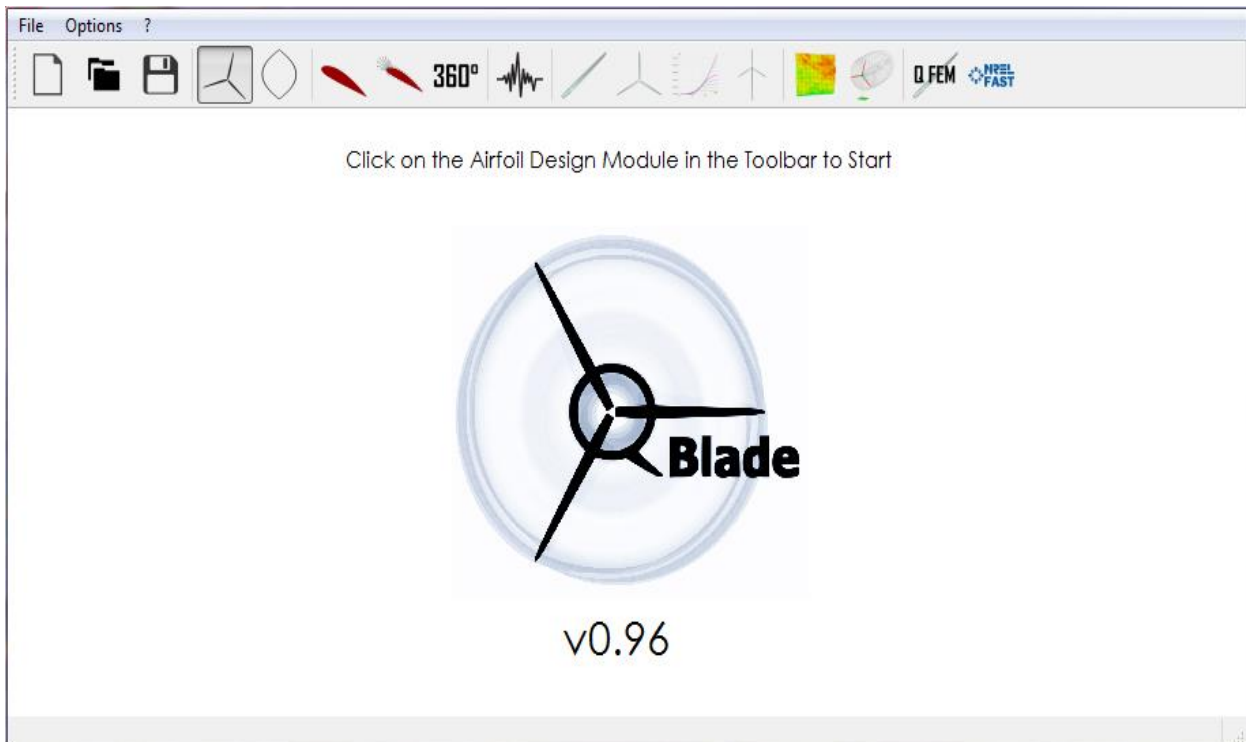 File Options ?
360° Q FEM NREL FAST
Click on the Airfoil Design Module in the Toolbar to Start
Blade
v0.96